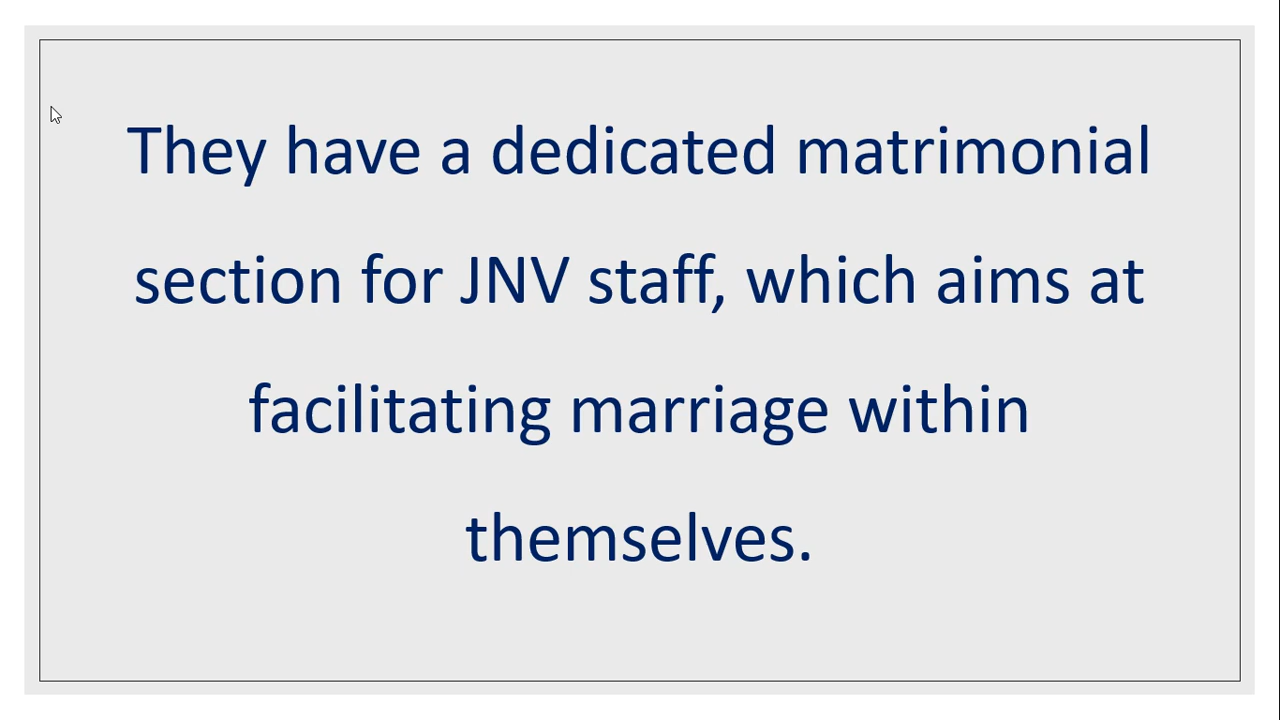 They have a dedicated matrimonial
section for JNV staff, which aims at
facilitating marriage within
themselves.